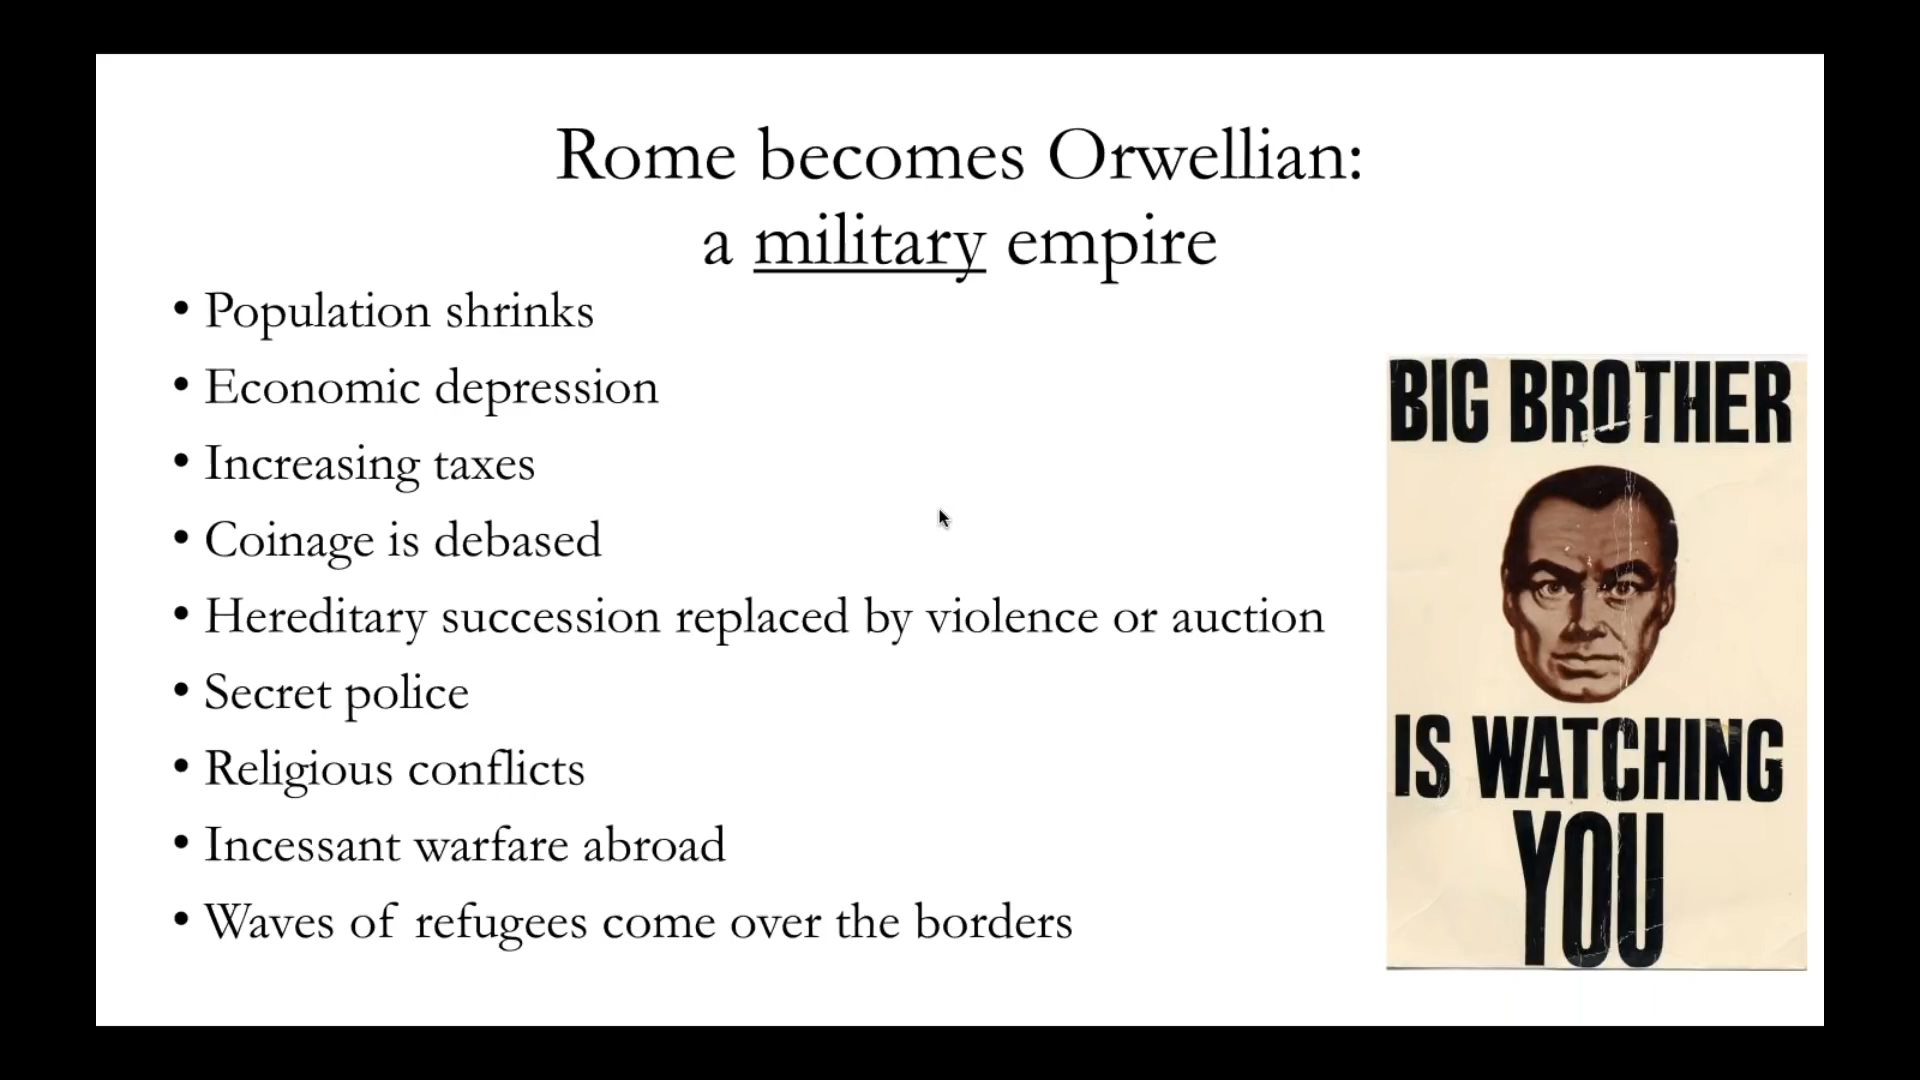 Rome becomes Orwellian:
a military empire
• Population shrinks
• Economic depression
• Increasing taxes
• Coinage is debased
• Hereditary succession replaced by violence or auction
• Secret police
• Religious conflicts
• Incessant warfare abroad
• Waves of refugees come over the borders
BIG BROTHER
IS WATCHING
YOU